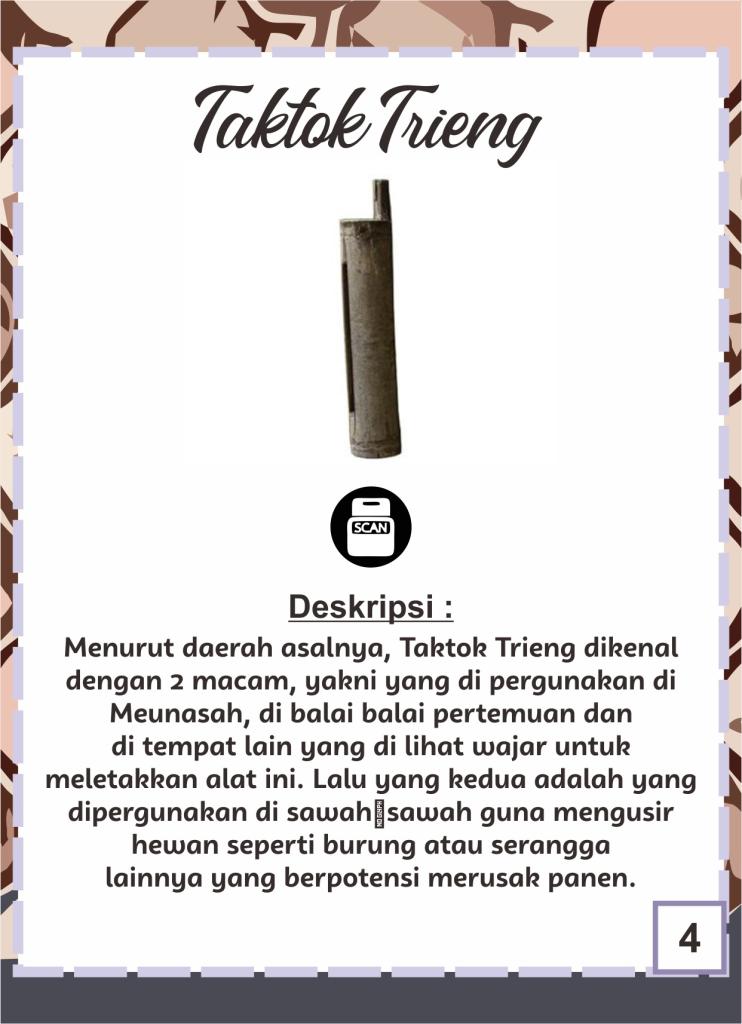 Taktok Trieng
SCAN
Deskripsi :
Menurut daerah asalnya, Taktok Trieng dikenal
dengan 2 macam, yakni yang di pergunakan di
Meunasah, di balai balai pertemuan dan
di tempat lain yang di lihat wajar untuk
meletakkan alat ini. Lalu yang kedua adalah yang
dipergunakan di sawah sawah guna mengusir
hewan seperti burung atau serangga
lainnya yang berpotensi merusak panen.
4